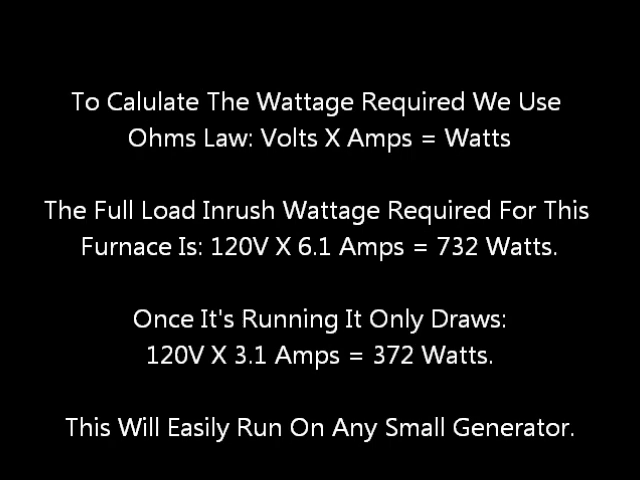 To Calulate The Wattage Required We Use
Ohms Law: Volts X Amps = Watts
The Full Load Inrush Wattage Required For This
Furnace Is: 120V X 6.1 Amps = 732 Watts.
Once It's Running It Only Draws:
120V X 3.1 Amps = 372 Watts.
This Will Easily Run On Any Small Generator.